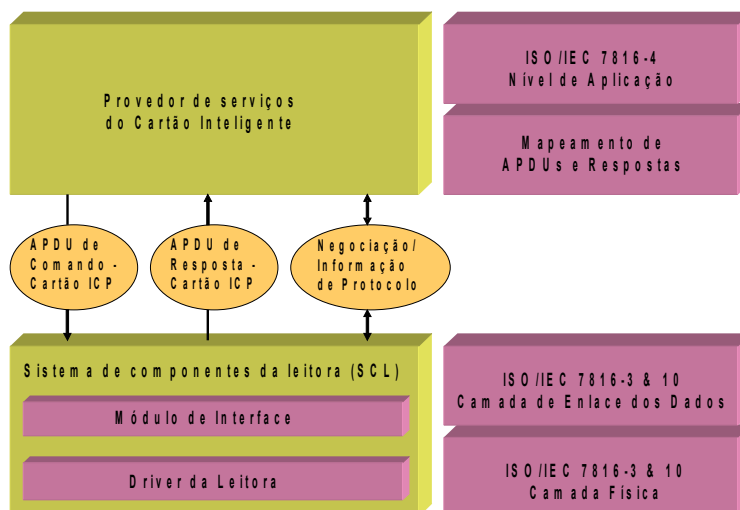 Provedor de serviços
do Cartão Inteligente
ISO/IEC 7816-4
Nível de Aplicação
Mapeamento de
APDUs e Respostas
APDU de
Comando -
Cartão ICP
APDU de
Resposta -
Cartão ICP
Negociação/
Informação
de Protocolo
Sistema de componentes da leitora (SCL)
Módulo de Interface
Driver da Leitora
ISO/IEC 7816-3 & 10
Camada de Enlace dos Dados
ISO/IEC 7816-3 & 10
Camada Física